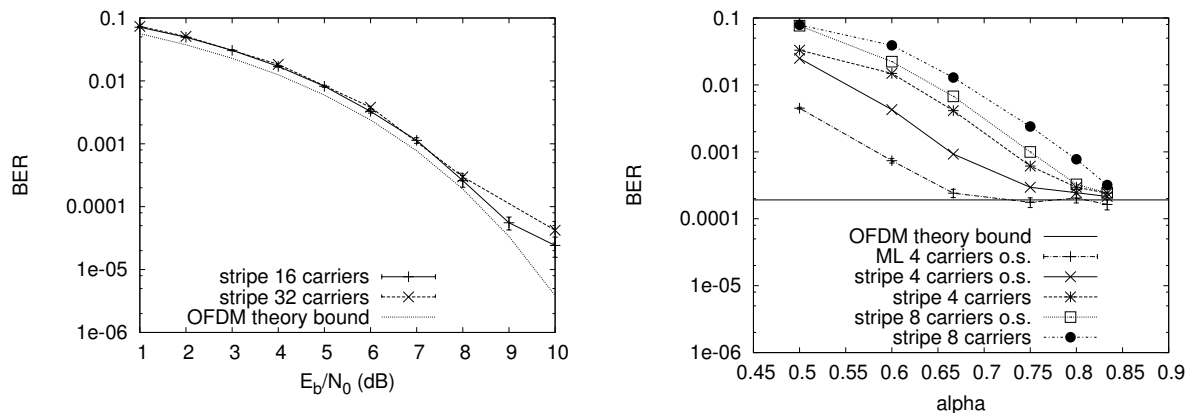 BER
0.1
0.01
0.001
0.0001
1e-05
1e-06
stripe 16 carriers
stripe 32 carriers
OFDM theory bound
1 2 3 4 5 6 7 8 9 10
E_b/N_0 (dB)
BER
0.1
0.01
0.001
0.0001
1e-05
1e-06
OFDM theory bound
ML 4 carriers o.s.
stripe 4 carriers o.s.
stripe 4 carriers
stripe 8 carriers o.s.
stripe 8 carriers
0.45 0.5 0.55 0.6 0.65 0.7 0.75 0.8 0.85 0.9
alpha